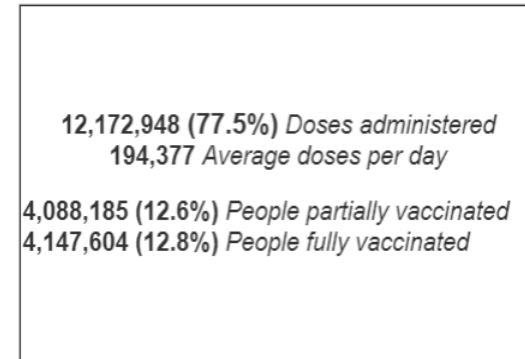 12,172,948 (77.5%) Doses administered
194,377 Average doses per day
4,088,185 (12.6%) People partially vaccinated
4,147,604 (12.8%) People fully vaccinated